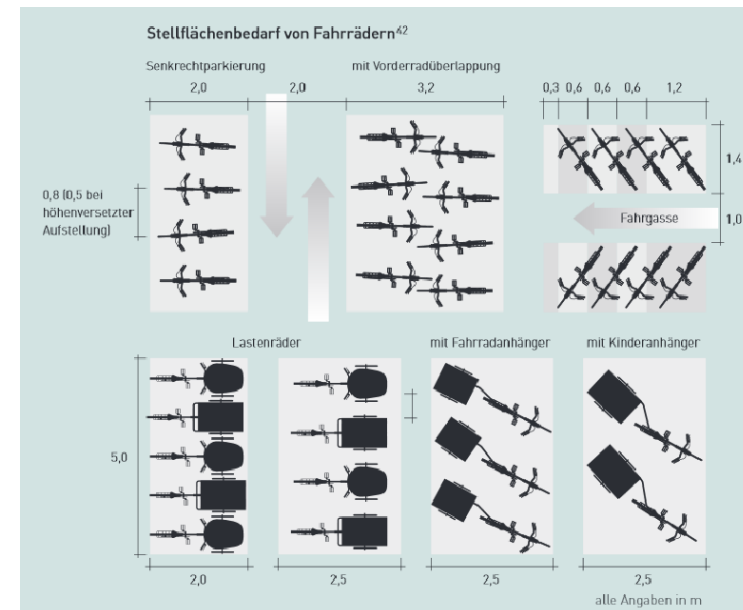 Stellflächenbedarf von Fahrrädern⁴²
Senkrechtparkierung
mit Vorderradüberlappung
2,0
2,0
3,2
0,3 0,6 0,6 0,6 1,2
0,8 (0,5 bei
höhenversetzter
Aufstellung)
1,4
Fahrgasse
1,0
Lastenräder
mit Fahrradanhänger
mit Kinderanhänger
5,0
2,0
2,5
2,5
2,5
alle Angaben in m